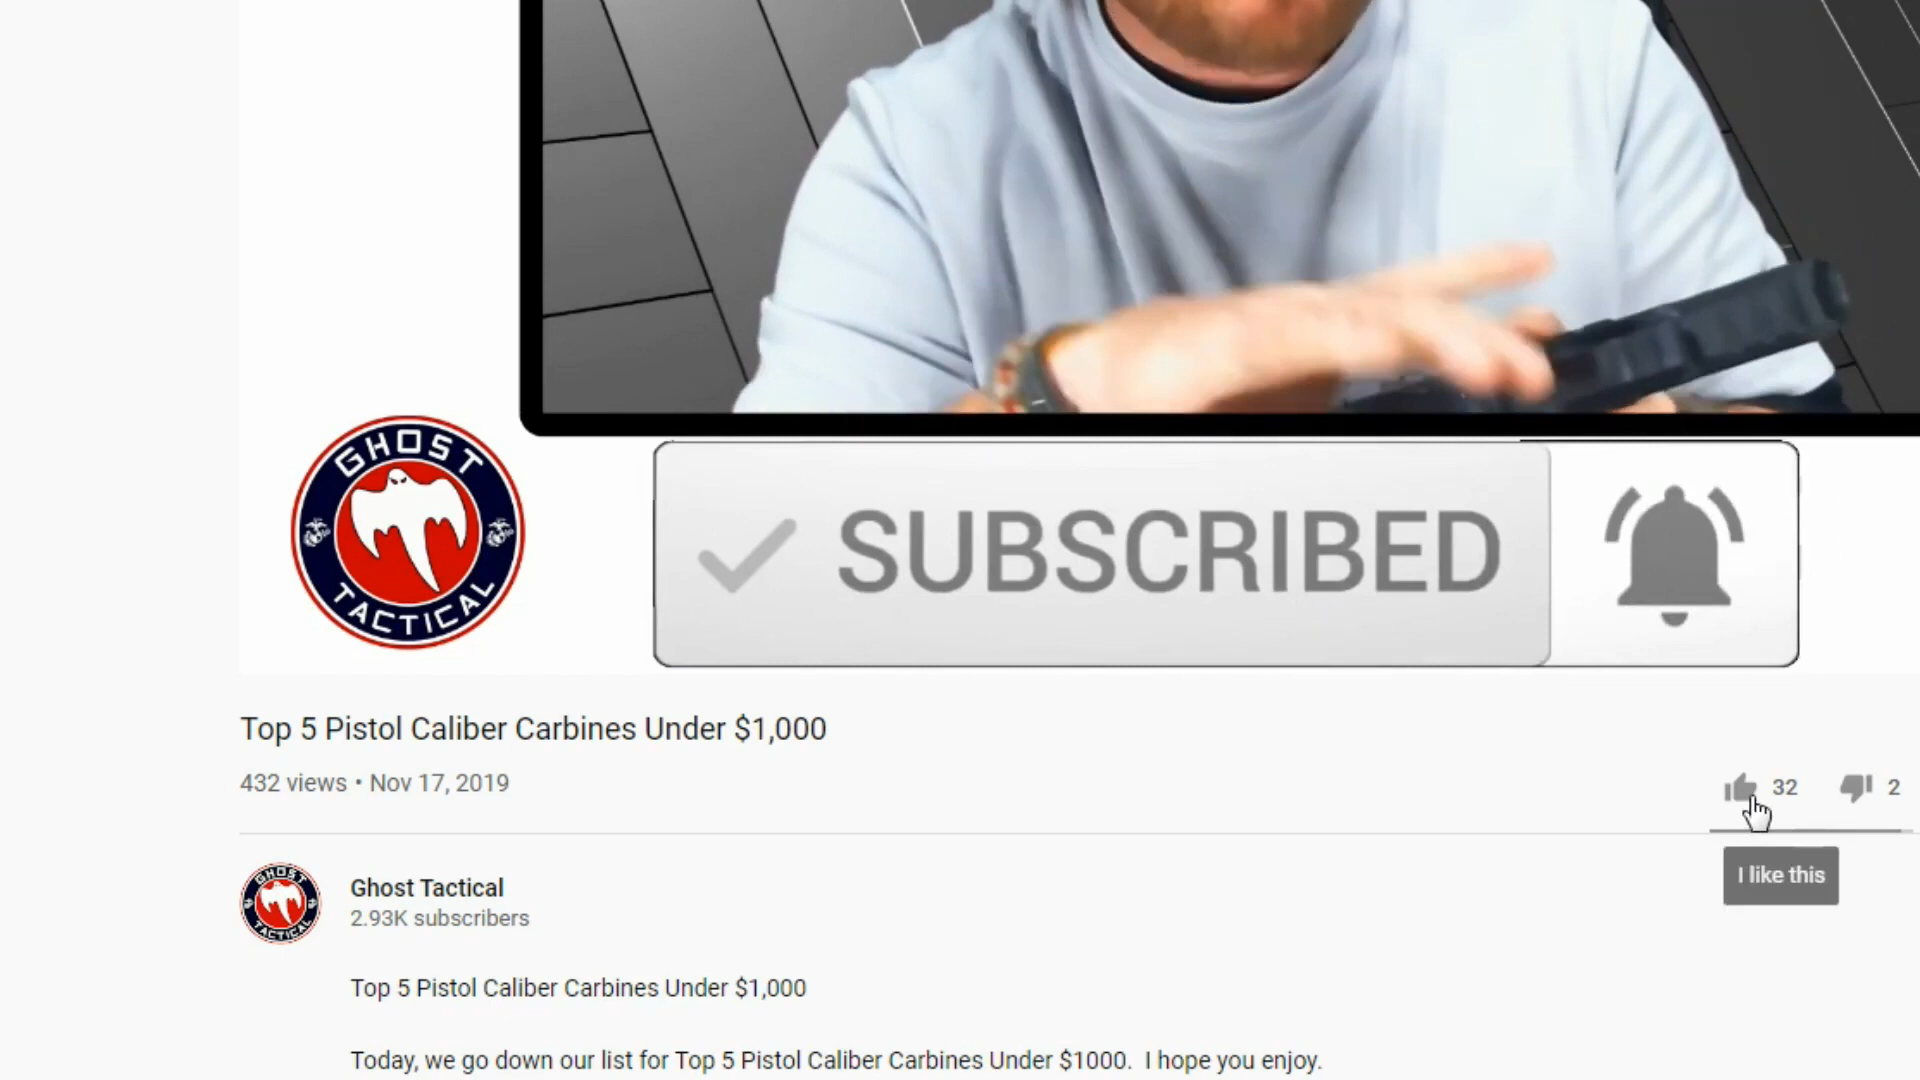 GHOST
TACTICAL
SUBSCRIBED
Top 5 Pistol Caliber Carbines Under $1,000
432 views • Nov 17, 2019
32
2
I like this
GHOST
TACTICAL
Ghost Tactical
2.93K subscribers
Top 5 Pistol Caliber Carbines Under $1,000
Today, we go down our list for Top 5 Pistol Caliber Carbines Under $1000.  I hope you enjoy.